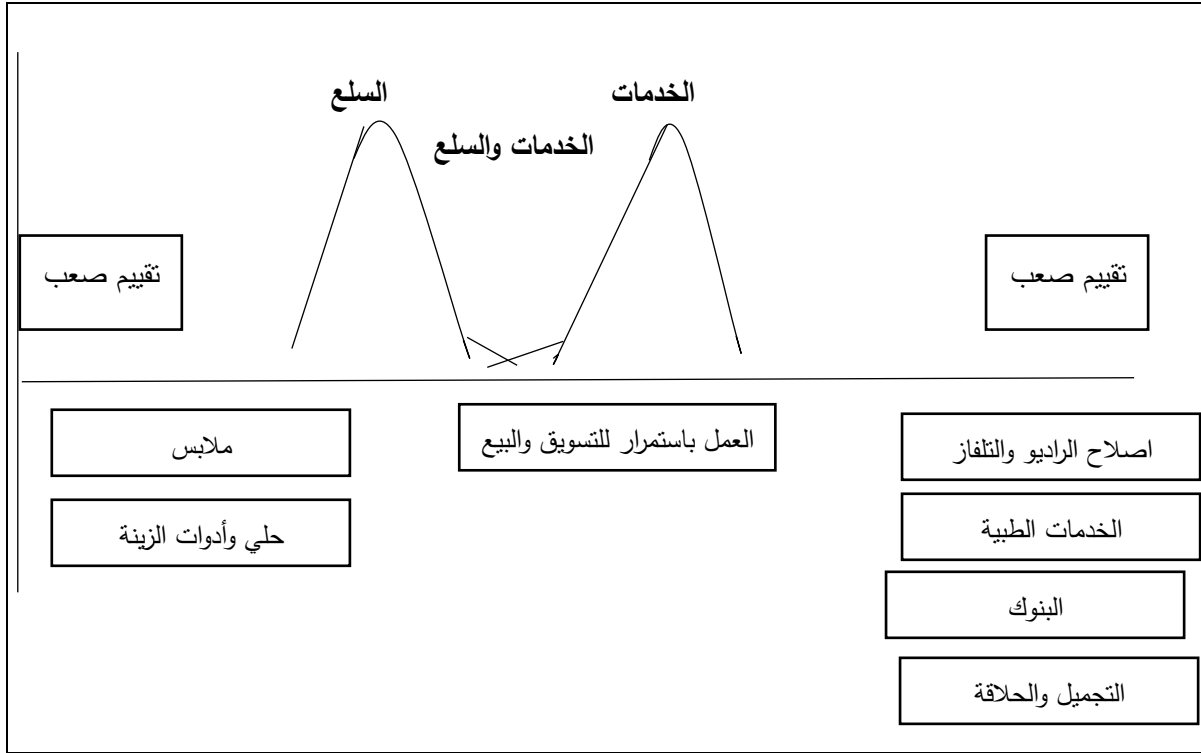 الخدمات
السلع
الخدمات والسلع
تقييم صعب
تقييم صعب
اصلاح الراديو والتلفاز
العمل باستمرار للتسويق والبيع
ملابس
الخدمات الطبية
حلي وأدوات الزينة
البنوك
التجميل والحلاقة